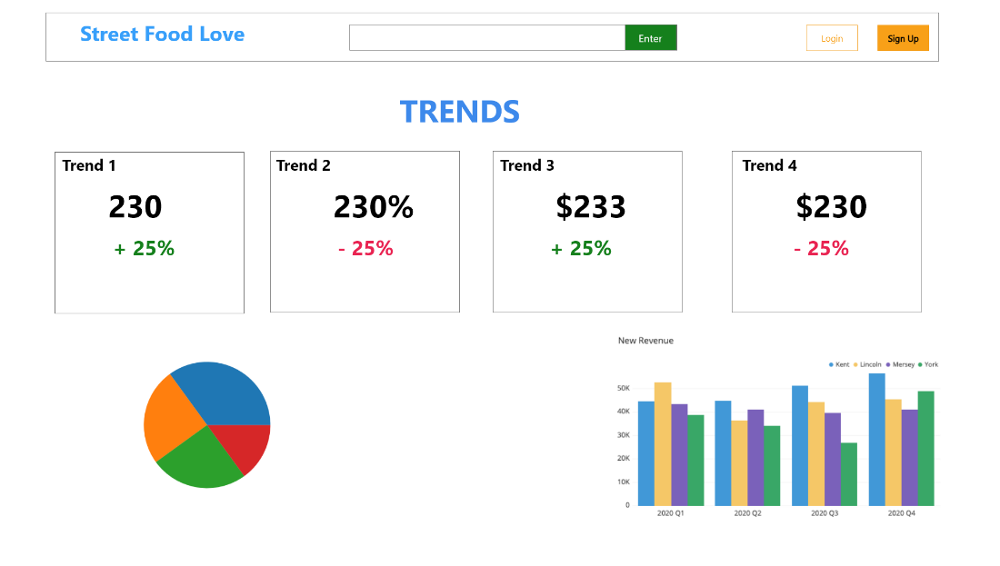 Street Food Love
Enter
Login
Sign Up
TRENDS
Trend 1
230
+ 25%
Trend 2
230%
- 25%
Trend 3
$233
+ 25%
Trend 4
$230
- 25%
New Revenue
Kent Lincoln Mersey York
50K
40K
30K
20K
10K
0
2020 Q1 2020 Q2 2020 Q3 2020 Q4